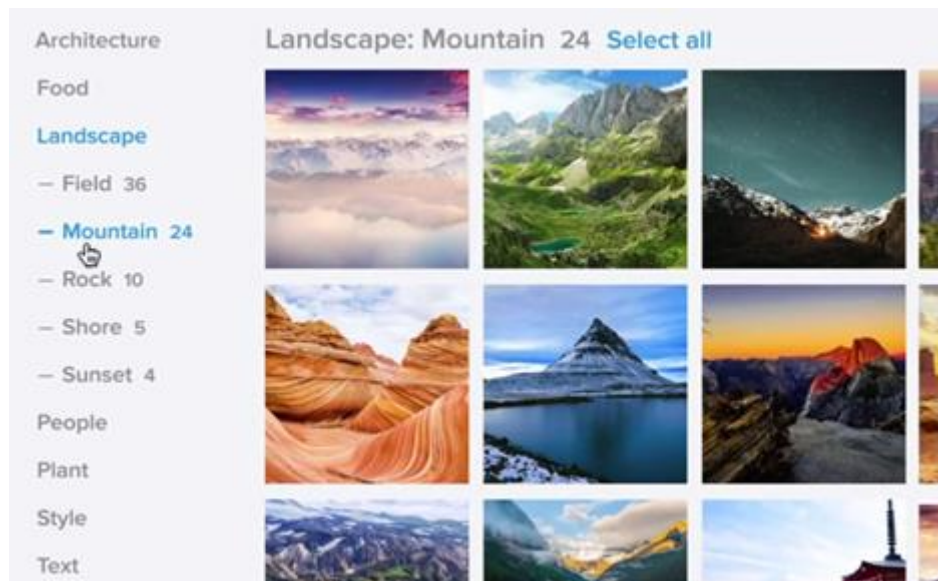 Architecture
Food
Landscape
– Field 36
– Mountain 24
– Rock 10
– Shore 5
– Sunset 4
People
Plant
Style
Text
Landscape: Mountain 24 Select all